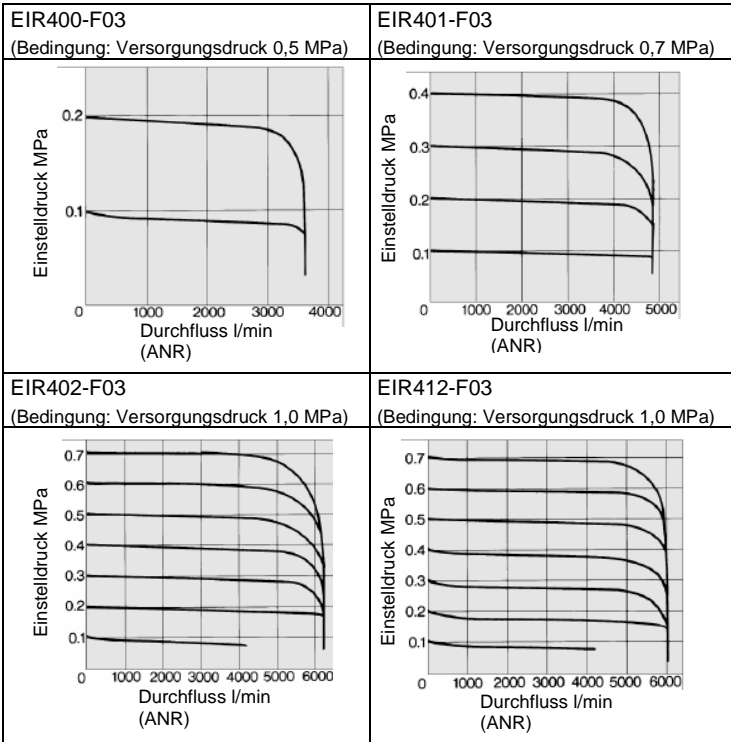 EIR400-F03
(Bedingung: Versorgungsdruck 0,5 MPa)
Einstelldruck MPa
0.2
0.1
0
1000
2000
3000
4000
Durchfluss l/min
(ANR)
EIR401-F03
(Bedingung: Versorgungsdruck 0,7 MPa)
Einstelldruck MPa
0.4
0.3
0.2
0.1
0
1000
2000
3000
4000
5000
Durchfluss l/min
(ANR)
EIR402-F03
(Bedingung: Versorgungsdruck 1,0 MPa)
Einstelldruck MPa
0.7
0.6
0.5
0.4
0.3
0.2
0.1
0
1000
2000
3000
4000
5000
6000
Durchfluss l/min
(ANR)
EIR412-F03
(Bedingung: Versorgungsdruck 1,0 MPa)
Einstelldruck MPa
0.7
0.6
0.5
0.4
0.3
0.2
0.1
0
1000
2000
3000
4000
5000
6000
Durchfluss l/min
(ANR)